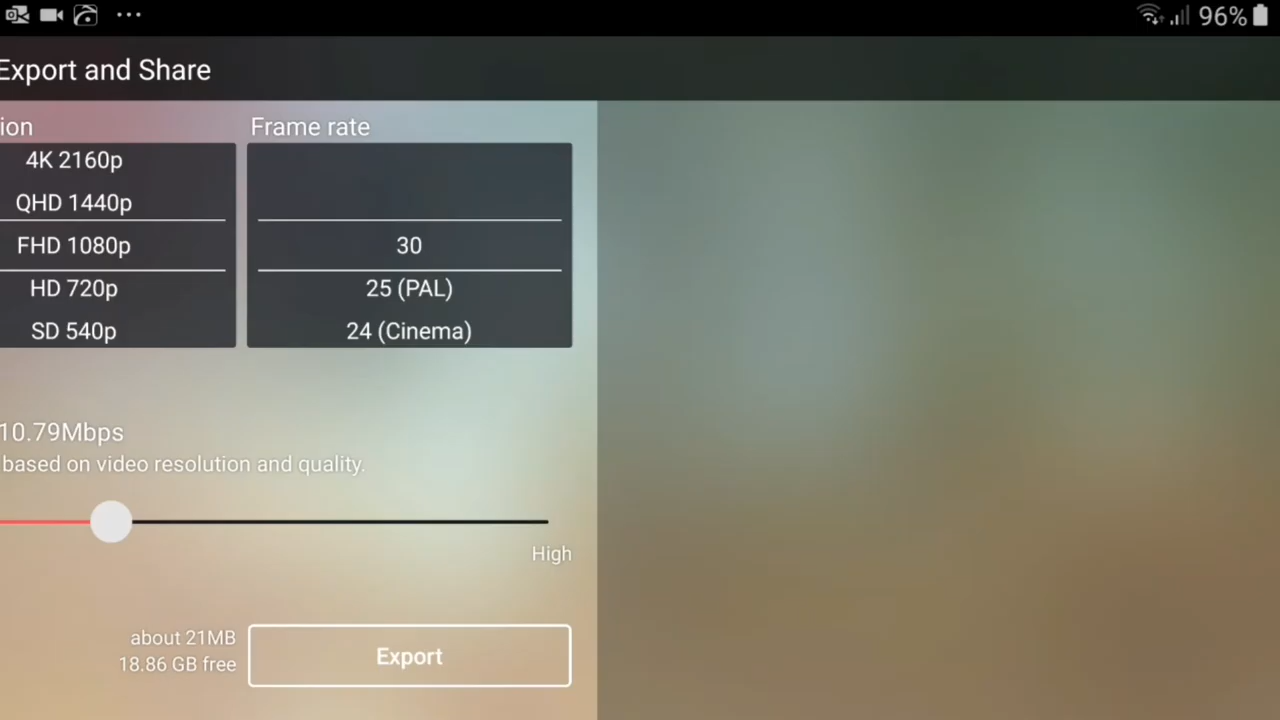 96%
Export and Share
ion
Frame rate
4K 2160p
QHD 1440p
FHD 1080p
HD 720p
SD 540p
30
25 (PAL)
24 (Cinema)
10.79Mbps
based on video resolution and quality.
High
about 21MB
18.86 GB free
Export